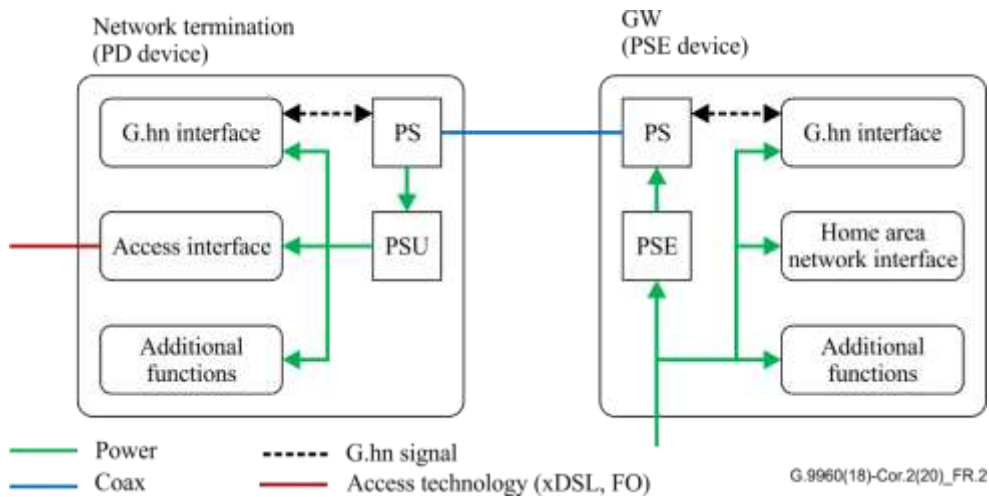 Network termination
(PD device)
GW
(PSE device)
G.hn interface
PS
PS
G.hn interface
Access interface
PSU
PSE
Home area
network interface
Additional
functions
Additional
functions
Power
G.hn signal
Coax
Access technology (xDSL, FO)
G.9960(18)-Cor.2(20)_FR.2